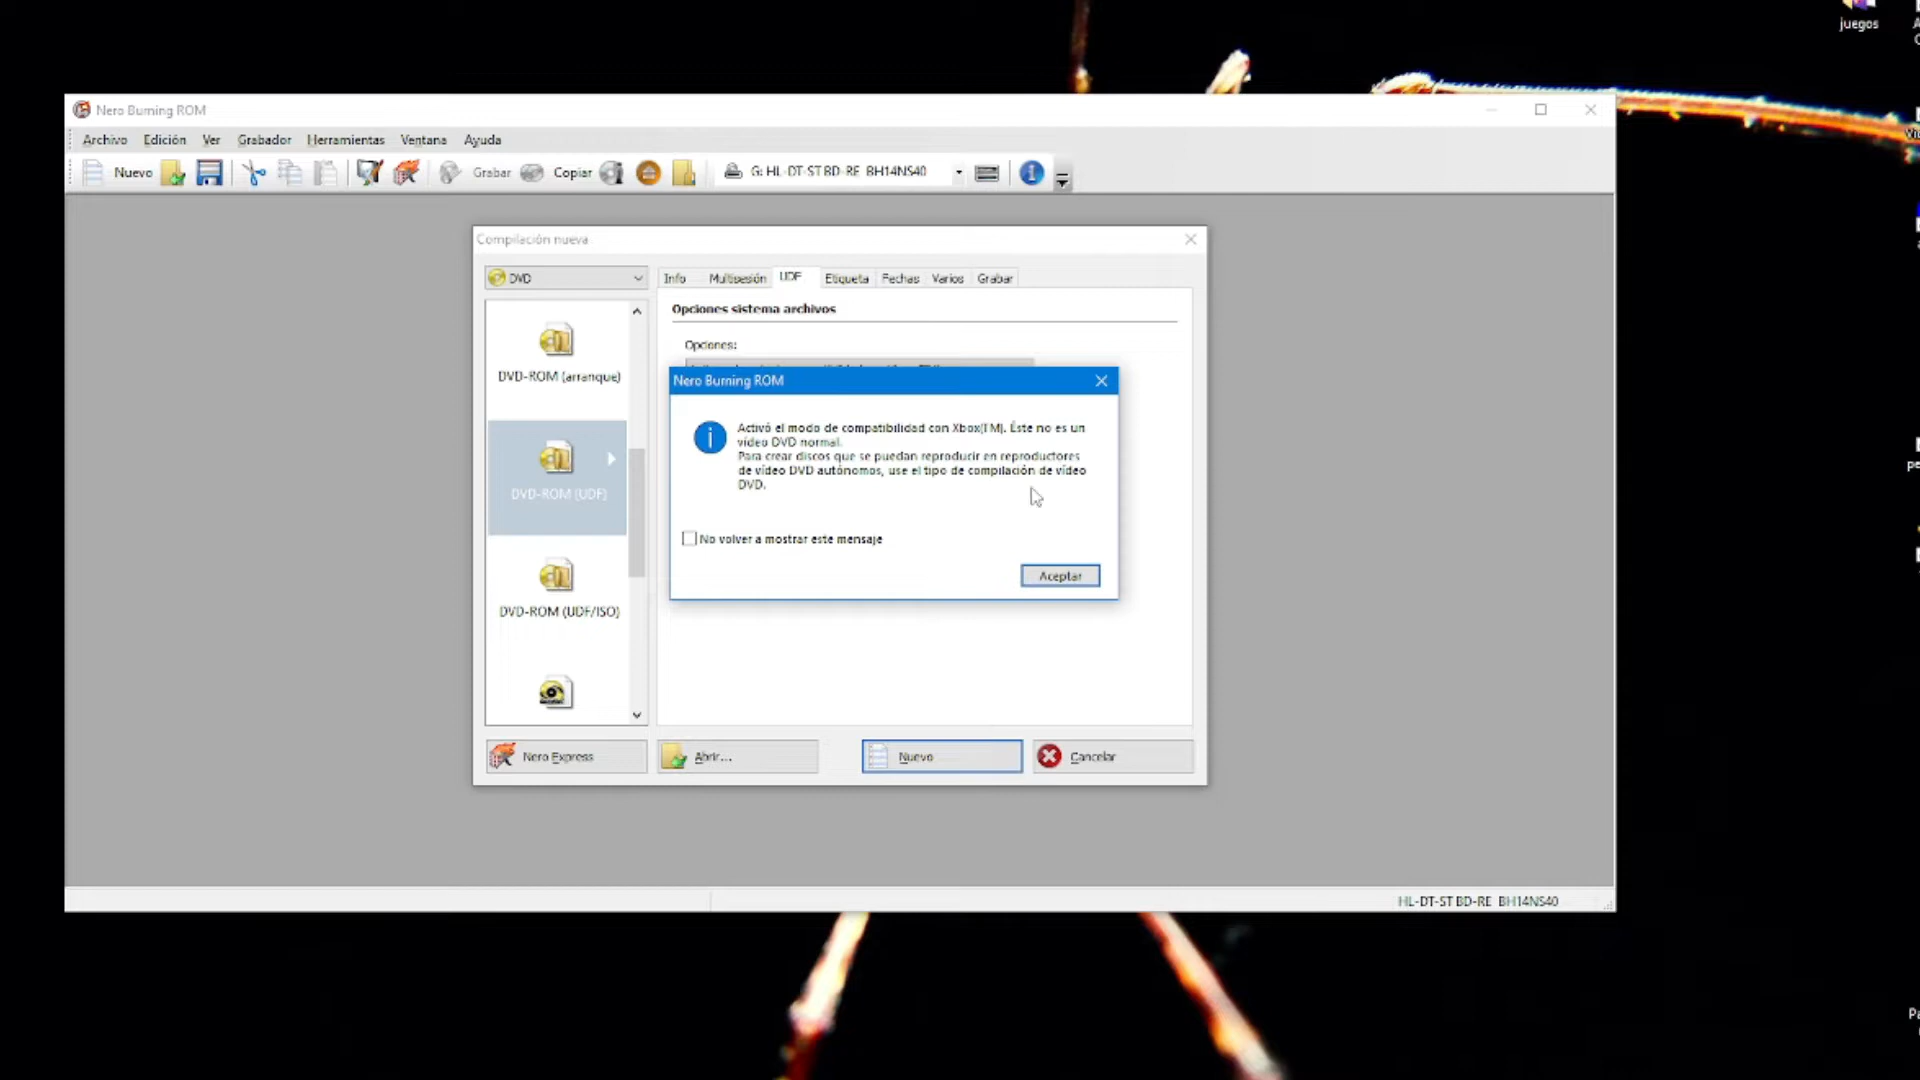 juegos
Nero Burning ROM
Archivo Edición Ver Grabador Herramientas Ventana Ayuda
Nuevo Grabar Copiar G: HL-DT-ST BD-RE BH14NS40
Compilación nueva
DVD
Info Multisesión UDF Etiqueta Fechas Varios Grabar
Opciones sistema archivos
Opciones:
DVD-ROM (arranque)
DVD-ROM (UDF)
DVD-ROM (UDF/ISO)
Nero Burning ROM
Activó el modo de compatibilidad con Xbox(TM). Éste no es un
vídeo DVD normal.
Para crear discos que se puedan reproducir en reproductores
de vídeo DVD autónomos, use el tipo de compilación de vídeo
DVD.
No volver a mostrar este mensaje
Aceptar
Nero Express Abrir... Nuevo Cancelar
HL-DT-ST BD-RE BH14NS40